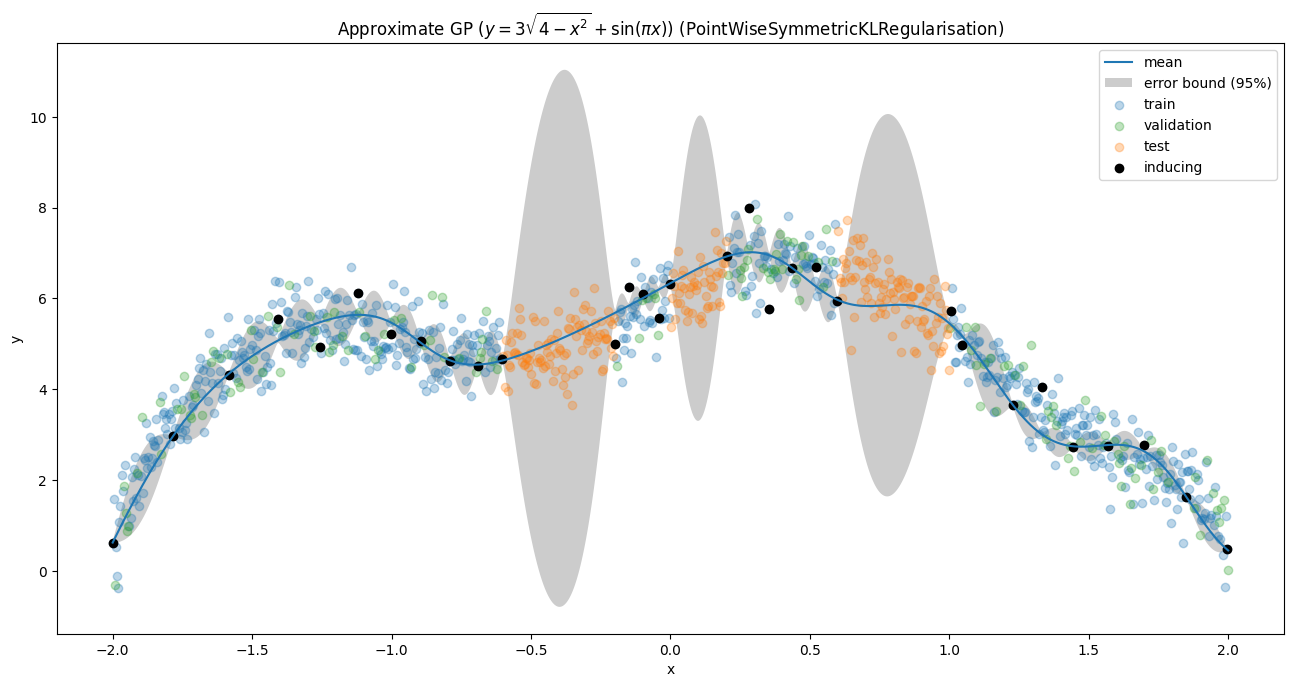 Approximate GP (y = 3√4 − x² + sin(πx)) (PointWiseSymmetricKLRegularisation)
mean
error bound (95%)
train
validation
test
inducing
y
10
8
6
4
2
0
−2.0 −1.5 −1.0 −0.5 0.0 0.5 1.0 1.5 2.0
x